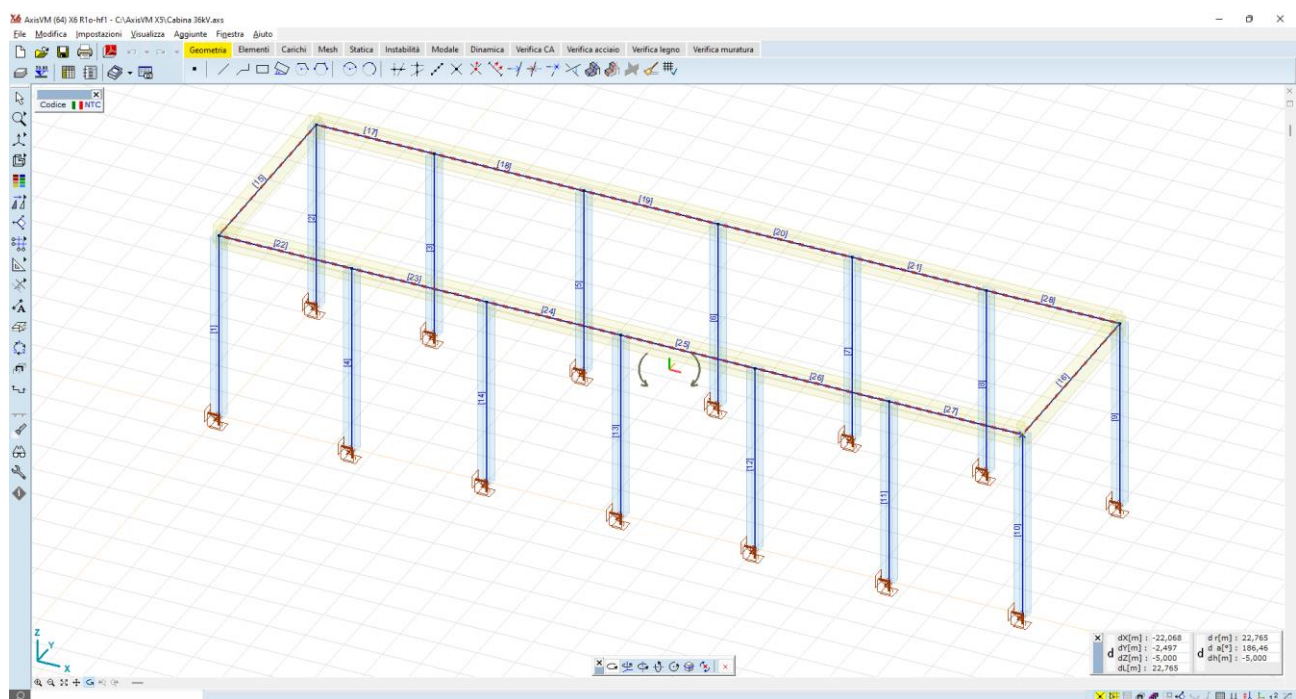 AxisVM (64) X6 R1o-hf1 - C:\AxisVM X5\Cabina 36kV.axs
File Modifica Impostazioni Visualizza Aggiunte Finestra Aiuto
Geometria Elementi Carichi Mesh Statica Instabilità Modale Dinamica Verifica CA Verifica acciaio Verifica legno Verifica muratura
Codice NTC
[17]
[18]
[15]
[2]
[19]
[3]
[20]
[22]
[21]
[23]
[5]
[28]
[24]
[6]
[1]
[25]
[7]
[4]
[26]
[16]
[8]
[14]
[27]
[9]
[13]
[12]
[11]
[10]
Z
Y
X
d
dX[m] : -22,068
dY[m] : -2,497
dZ[m] : -5,000
dL[m] : 22,765
d
d r[m] : 22,765
d a[°] : 186,46
dh[m] : -5,000